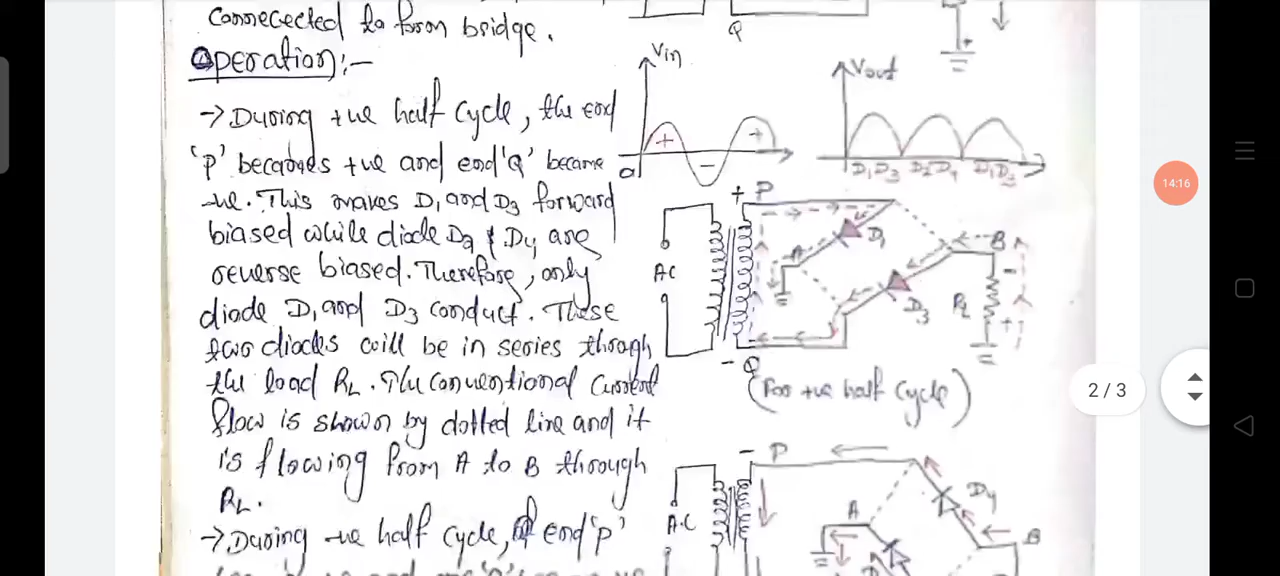 connecected to form bridge.
Operation:-
→ During +ve half cycle, the end
'P' becomes +ve and end 'Q' became
-ve. This makes D1 and D3 forward
biased while diode D2 & D4 are
reverse biased. Therefore, only
diode D1 and D3 conduct. These
two diodes will be in series through
the load RL. The conventional current
flow is shown by dotted line and it
is flowing from A to B through
RL.
→ During -ve half cycle, end 'P'
Q
+
Vin
+
-
+
0
Vout
D1D3 D2D4 D1D3
+ P
D1
A
B
AC
D3
RL
-
+
- Q
(For +ve half cycle)
- P
D4
A
B
A.C
D
14:16
2 / 3